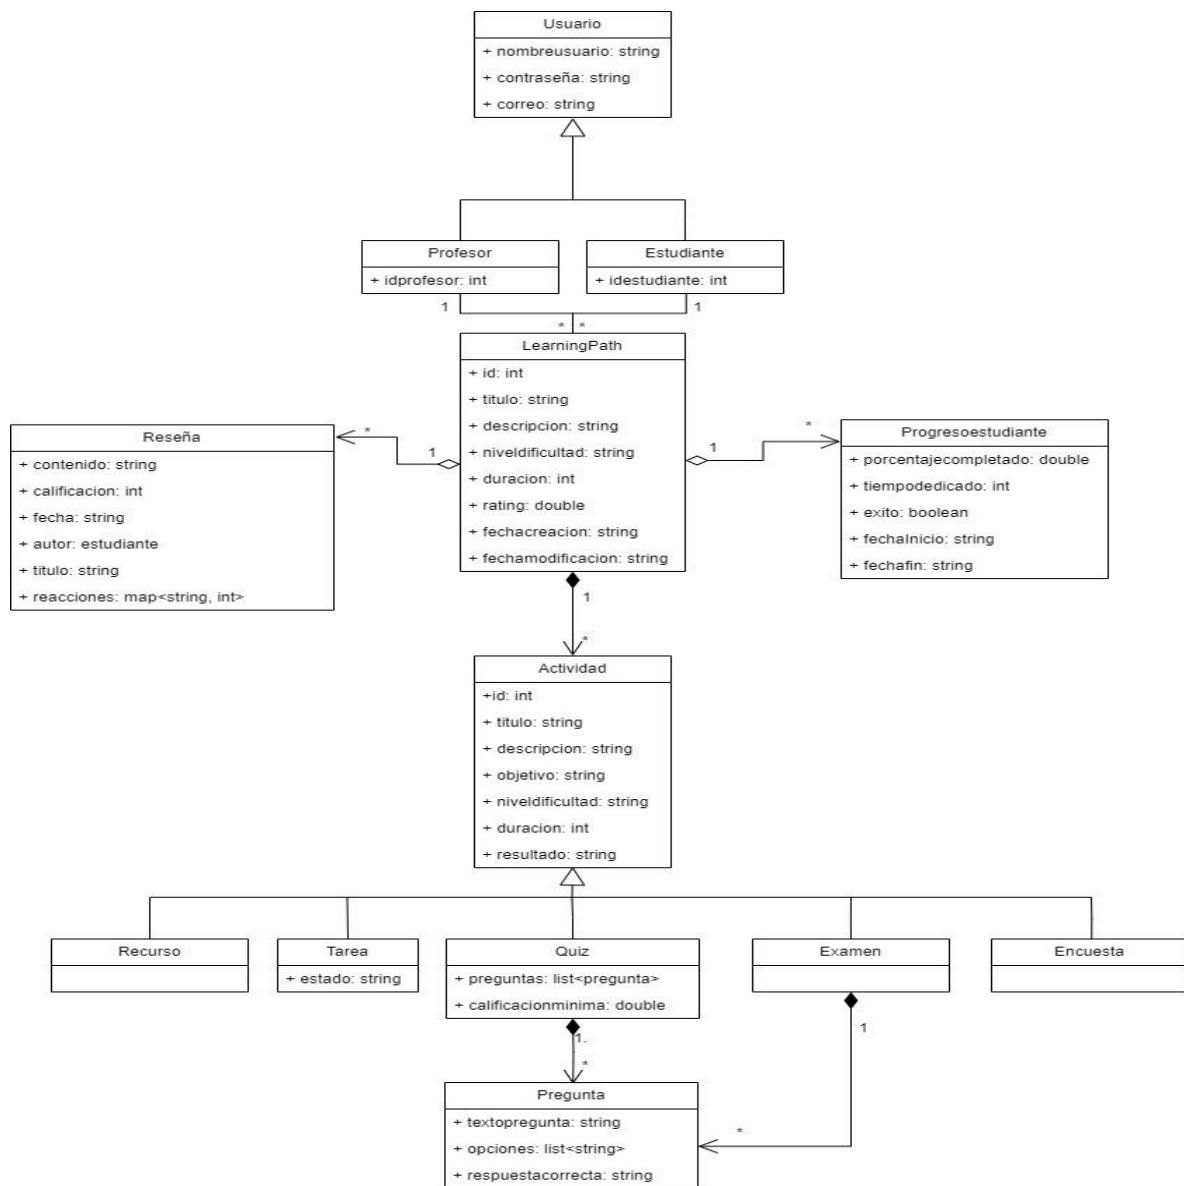 Usuario
+ nombreusuario: string
+ contraseña: string
+ correo: string
Profesor
+ idprofesor: int
Estudiante
+ idestudiante: int
1
1
* *
LearningPath
+ id: int
+ titulo: string
+ descripcion: string
+ niveldificultad: string
+ duracion: int
+ rating: double
+ fechacreacion: string
+ fechamodificacion: string
Reseña
+ contenido: string
+ calificacion: int
+ fecha: string
+ autor: estudiante
+ titulo: string
+ reacciones: map<string, int>
*
1
1
*
Progresoestudiante
+ porcentajecompletado: double
+ tiempodedicado: int
+ exito: boolean
+ fechaInicio: string
+ fechafin: string
1
*
Actividad
+id: int
+ titulo: string
+ descripcion: string
+ objetivo: string
+ niveldificultad: string
+ duracion: int
+ resultado: string
Recurso
Tarea
+ estado: string
Quiz
+ preguntas: list<pregunta>
+ calificacionminima: double
Examen
Encuesta
1.
*
1
*
Pregunta
+ textopregunta: string
+ opciones: list<string>
+ respuestacorrecta: string